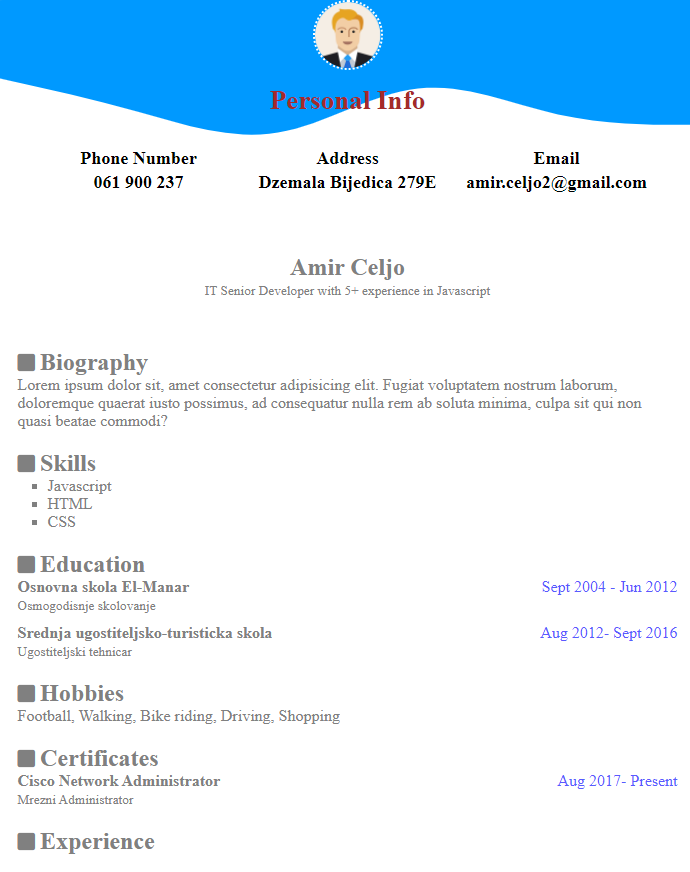 Personal Info
Phone Number Address Email
061 900 237 Dzemala Bijedica 279E amir.celjo2@gmail.com
Amir Celjo
IT Senior Developer with 5+ experience in Javascript
Biography
Lorem ipsum dolor sit, amet consectetur adipisicing elit. Fugiat voluptatem nostrum laborum,
doloremque quaerat iusto possimus, ad consequatur nulla rem ab soluta minima, culpa sit qui non
quasi beatae commodi?
Skills
Javascript
HTML
CSS
Education
Osnovna skola El-Manar Sept 2004 - Jun 2012
Osmogodisnje skolovanje
Srednja ugostiteljsko-turisticka skola Aug 2012- Sept 2016
Ugostiteljski tehnicar
Hobbies
Football, Walking, Bike riding, Driving, Shopping
Certificates
Cisco Network Administrator Aug 2017- Present
Mrezni Administrator
Experience